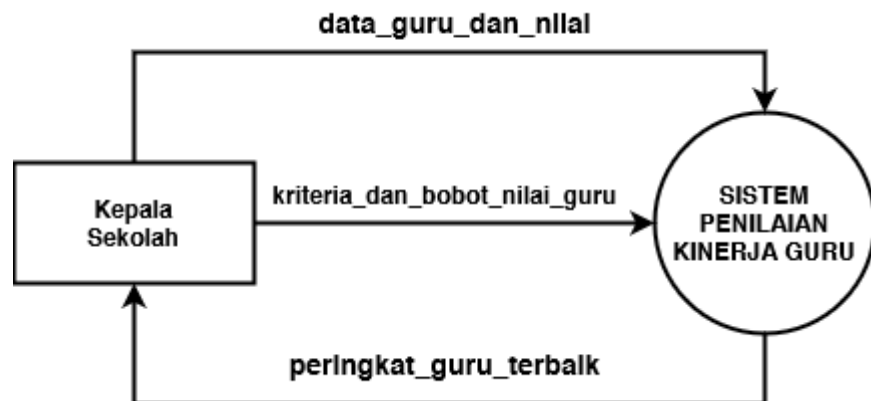 data_guru_dan_nilai
Kepala
Sekolah
kriteria_dan_bobot_nilai_guru
SISTEM
PENILAIAN
KINERJA GURU
peringkat_guru_terbaik